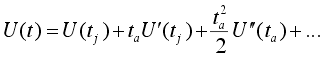 U(t) = U(t_j) + t_a U′(t_j) + \frac{t_a^2}{2} U″(t_a) + ...